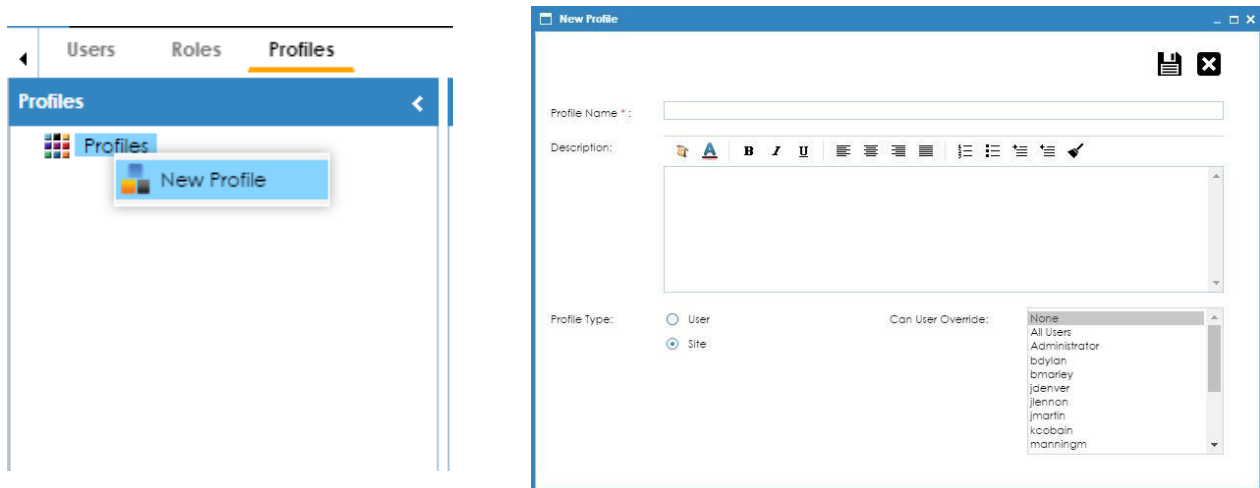 Users Roles Profiles
Profiles
Profiles
New Profile
New Profile
Profile Name * :
Description:
B I U
Profile Type:
User
Site
Can User Override:
None
All Users
Administrator
bdylan
bmarley
jdenver
jlennon
jmartin
kcobain
manningm